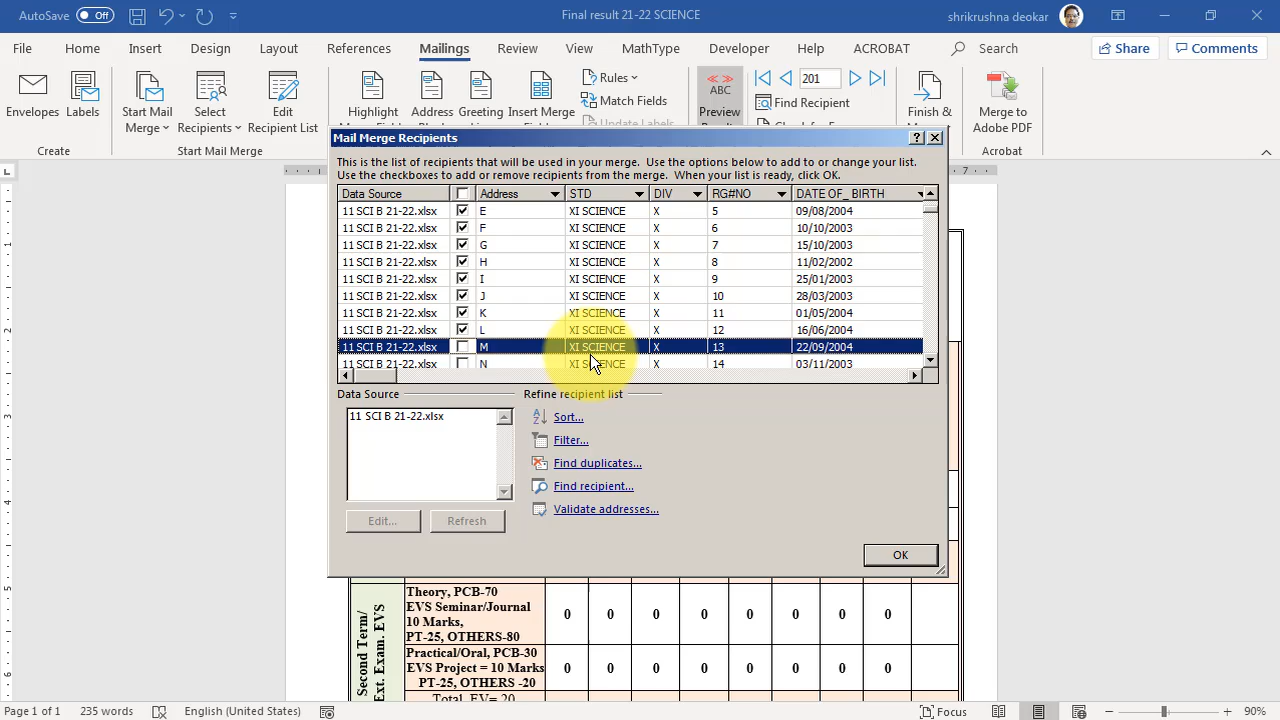 AutoSave Off Final result 21-22 SCIENCE shrikrushna deokar
File Home Insert Design Layout References Mailings Review View MathType Developer Help ACROBAT Search Share Comments
Envelopes Labels Start Mail Merge Select Recipients Edit Recipient List Highlight Address Greeting Insert Merge Rules Match Fields Update Labels Preview 201 Find Recipient Finish & Merge to Adobe PDF
Create Start Mail Merge Acrobat
Mail Merge Recipients
This is the list of recipients that will be used in your merge. Use the options below to add to or change your list.
Use the checkboxes to add or remove recipients from the merge. When your list is ready, click OK.
Data Source Address STD DIV RG#NO DATE OF_ BIRTH
11 SCI B 21-22.xlsx E XI SCIENCE X 5 09/08/2004
11 SCI B 21-22.xlsx F XI SCIENCE X 6 10/10/2003
11 SCI B 21-22.xlsx G XI SCIENCE X 7 15/10/2003
11 SCI B 21-22.xlsx H XI SCIENCE X 8 11/02/2002
11 SCI B 21-22.xlsx I XI SCIENCE X 9 25/01/2003
11 SCI B 21-22.xlsx J XI SCIENCE X 10 28/03/2003
11 SCI B 21-22.xlsx K XI SCIENCE X 11 01/05/2004
11 SCI B 21-22.xlsx L XI SCIENCE X 12 16/06/2004
11 SCI B 21-22.xlsx M XI SCIENCE X 13 22/09/2004
11 SCI B 21-22.xlsx N XI SCIENCE X 14 03/11/2003
Data Source Refine recipient list
11 SCI B 21-22.xlsx
Sort...
Filter...
Find duplicates...
Find recipient...
Validate addresses...
Edit... Refresh
OK
Second Term/
Ext. Exam. EVS
Theory, PCB-70
EVS Seminar/Journal
10 Marks,
PT-25, OTHERS-80
0 0 0 0 0 0 0 0
Practical/Oral, PCB-30
EVS Project = 10 Marks
PT-25, OTHERS -20
0 0 0 0 0 0 0 0
Total, EV= 20
Page 1 of 1 235 words English (United States) Focus 90%